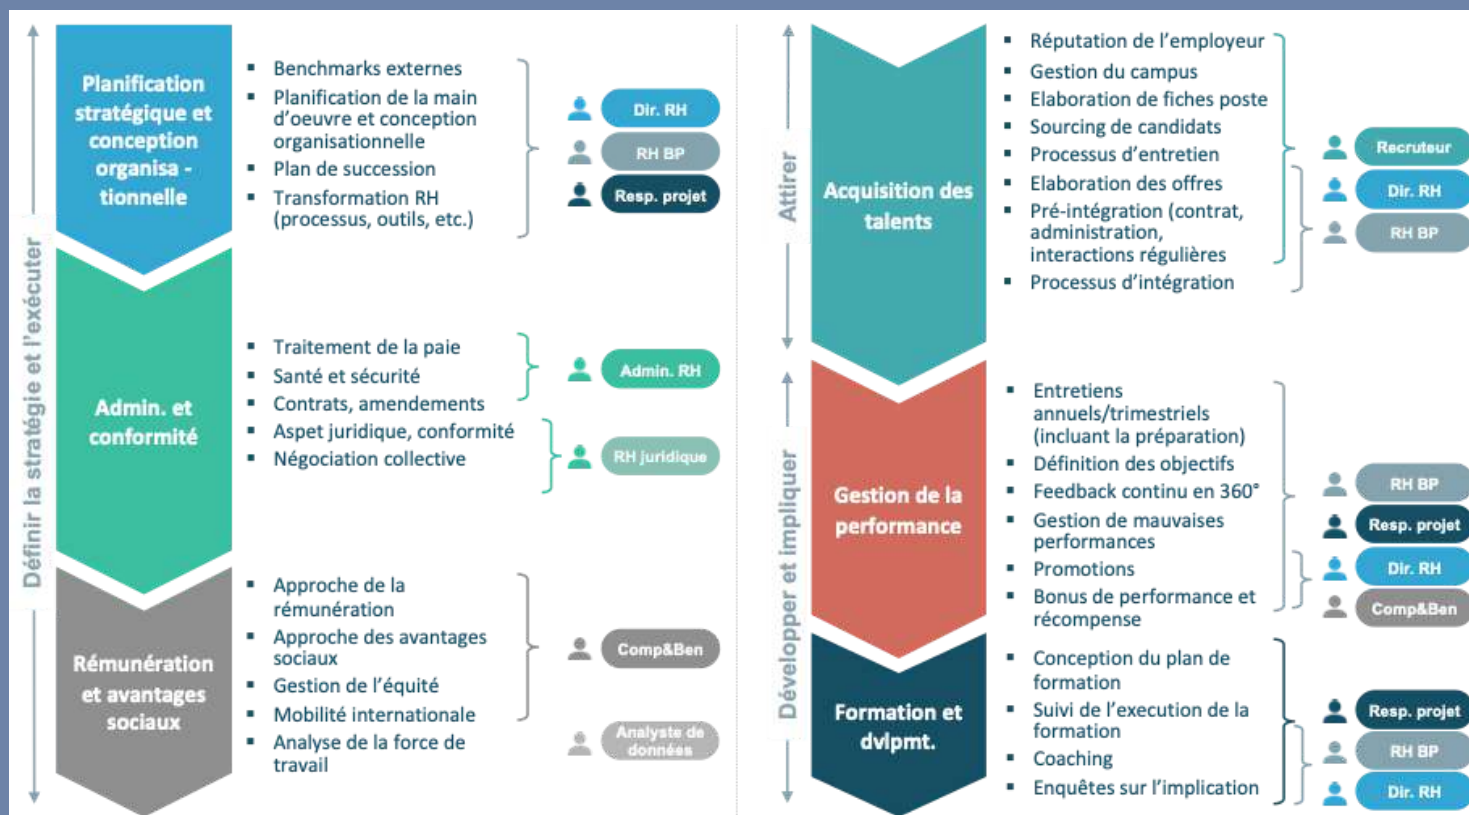 Définir la stratégie et l'exécuter
Planification
stratégique et
conception
organisa -
tionnelle
▪ Benchmarks externes
▪ Planification de la main
d'oeuvre et conception
organisationnelle
▪ Plan de succession
▪ Transformation RH
(processus, outils, etc.)
Dir. RH
RH BP
Resp. projet
Admin. et
conformité
▪ Traitement de la paie
▪ Santé et sécurité
▪ Contrats, amendements
▪ Aspet juridique, conformité
▪ Négociation collective
Admin. RH
RH juridique
Rémunération
et avantages
sociaux
▪ Approche de la
rémunération
▪ Approche des avantages
sociaux
▪ Gestion de l'équité
▪ Mobilité internationale
▪ Analyse de la force de
travail
Comp&Ben
Analyste de
données
Attirer
Acquisition des
talents
▪ Réputation de l'employeur
▪ Gestion du campus
▪ Elaboration de fiches poste
▪ Sourcing de candidats
▪ Processus d'entretien
▪ Elaboration des offres
▪ Pré-intégration (contrat,
administration,
interactions régulières
▪ Processus d'intégration
Recruteur
Dir. RH
RH BP
Développer et impliquer
Gestion de la
performance
▪ Entretiens
annuels/trimestriels
(incluant la préparation)
▪ Définition des objectifs
▪ Feedback continu en 360°
▪ Gestion de mauvaises
performances
▪ Promotions
▪ Bonus de performance et
récompense
RH BP
Resp. projet
Dir. RH
Comp&Ben
Formation et
dvlpmt.
▪ Conception du plan de
formation
▪ Suivi de l'execution de la
formation
▪ Coaching
▪ Enquêtes sur l'implication
Resp. projet
RH BP
Dir. RH